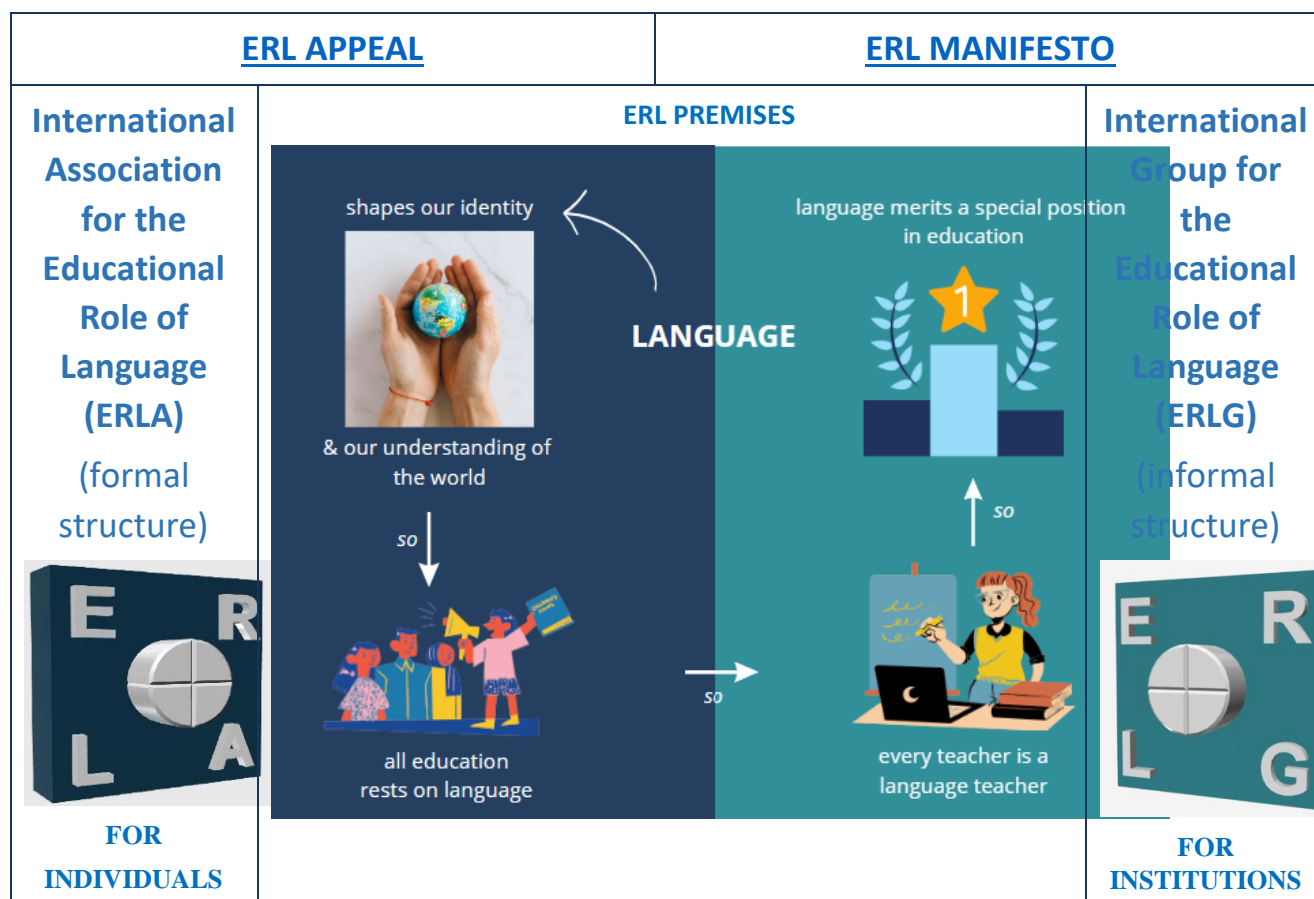 ERL APPEAL
ERL MANIFESTO
International
Association
for the
Educational
Role of
Language
(ERLA)
(formal
structure)
E R
L A
FOR
INDIVIDUALS
ERL PREMISES
LANGUAGE
shapes our identity
& our understanding of
the world
so
all education
rests on language
so
every teacher is a
language teacher
so
language merits a special position
in education
1
International
Group for
the
Educational
Role of
Language
(ERLG)
(informal
structure)
E R
L G
FOR
INSTITUTIONS